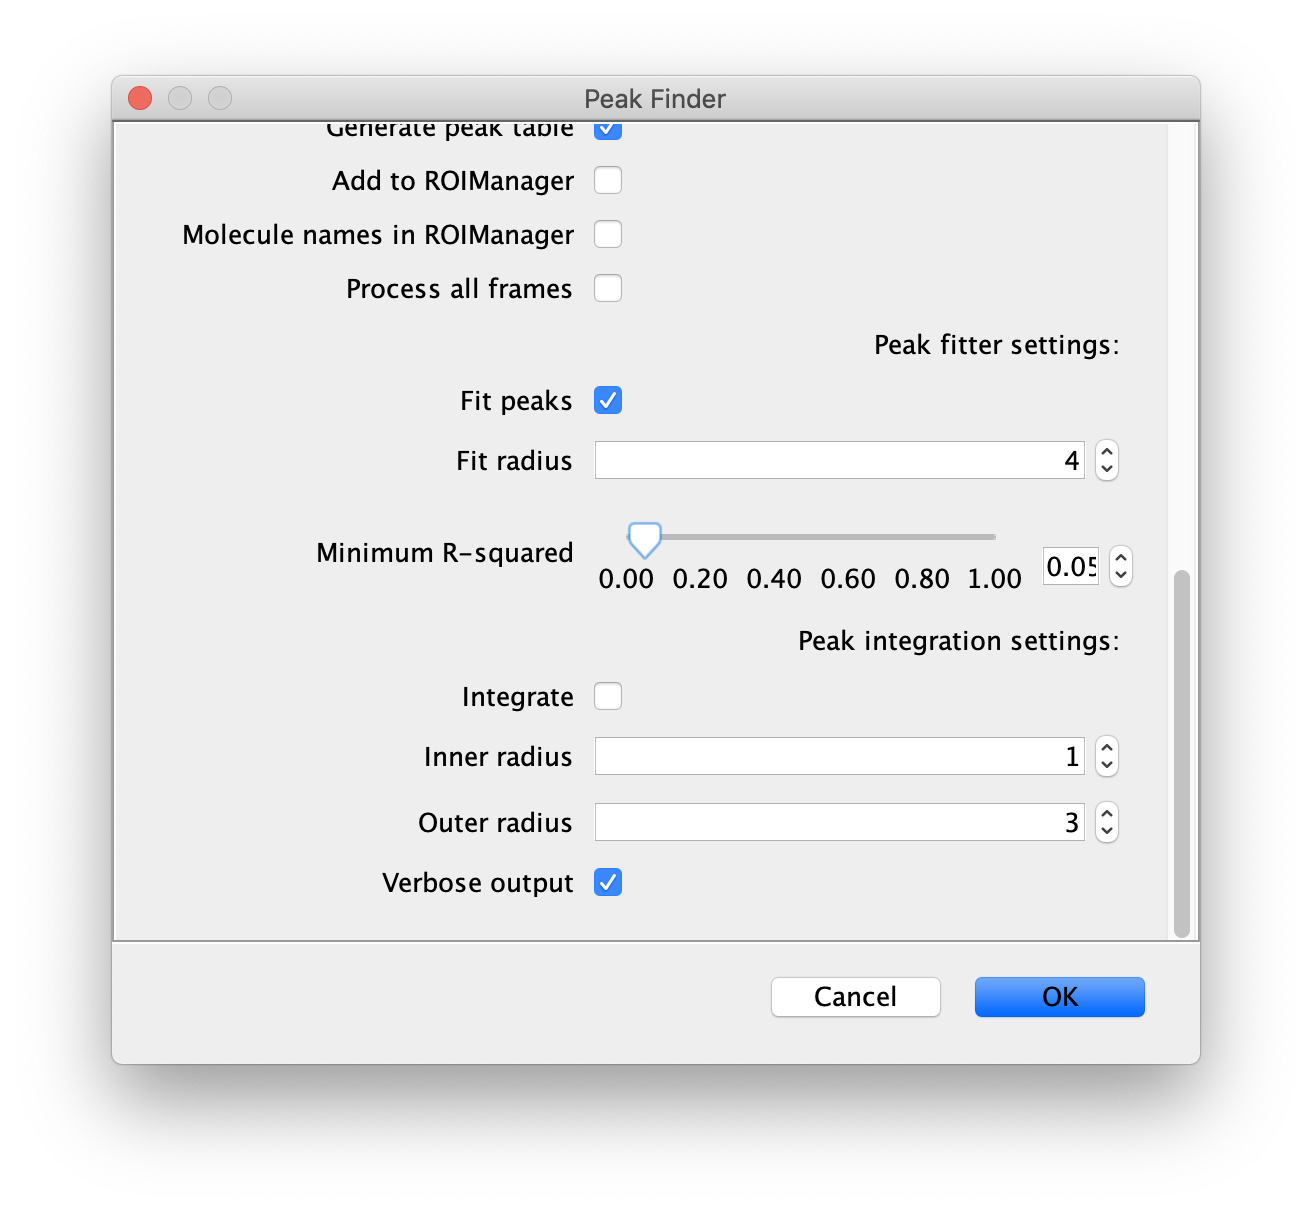 Peak Finder
Generate peak table
Add to ROIManager
Molecule names in ROIManager
Process all frames
Peak fitter settings:
Fit peaks
Fit radius 4
Minimum R-squared
0.00 0.20 0.40 0.60 0.80 1.00 0.05
Peak integration settings:
Integrate
Inner radius 1
Outer radius 3
Verbose output
Cancel OK